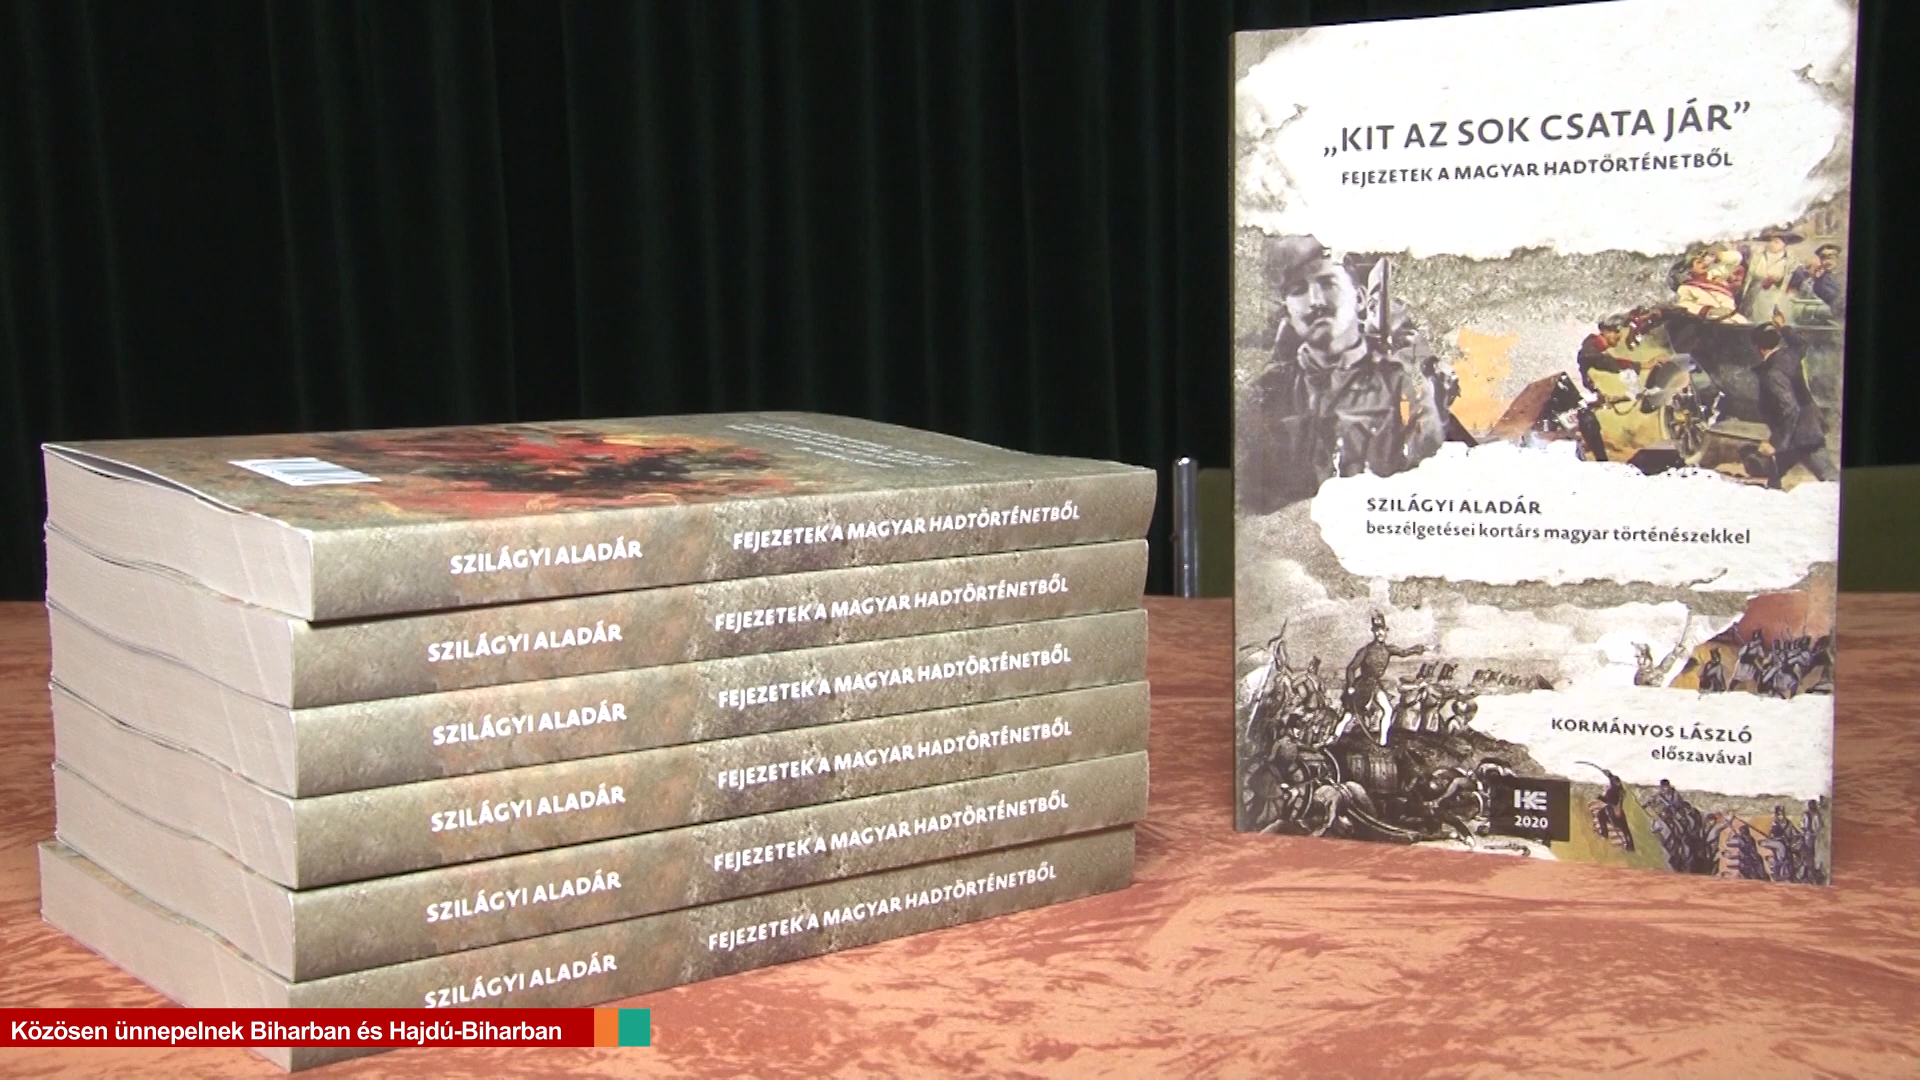 „KIT AZ SOK CSATA JÁR”
FEJEZETEK A MAGYAR HADTÖRTÉNETBŐL
SZILÁGYI ALADÁR
beszélgetései kortárs magyar történészekkel
KORMÁNYOS LÁSZLÓ
előszavával
HKE
2020
SZILÁGYI ALADÁR FEJEZETEK A MAGYAR HADTÖRTÉNETBŐL
SZILÁGYI ALADÁR FEJEZETEK A MAGYAR HADTÖRTÉNETBŐL
SZILÁGYI ALADÁR FEJEZETEK A MAGYAR HADTÖRTÉNETBŐL
SZILÁGYI ALADÁR FEJEZETEK A MAGYAR HADTÖRTÉNETBŐL
SZILÁGYI ALADÁR FEJEZETEK A MAGYAR HADTÖRTÉNETBŐL
SZILÁGYI ALADÁR FEJEZETEK A MAGYAR HADTÖRTÉNETBŐL
Közösen ünnepelnek Biharban és Hajdú-Biharban